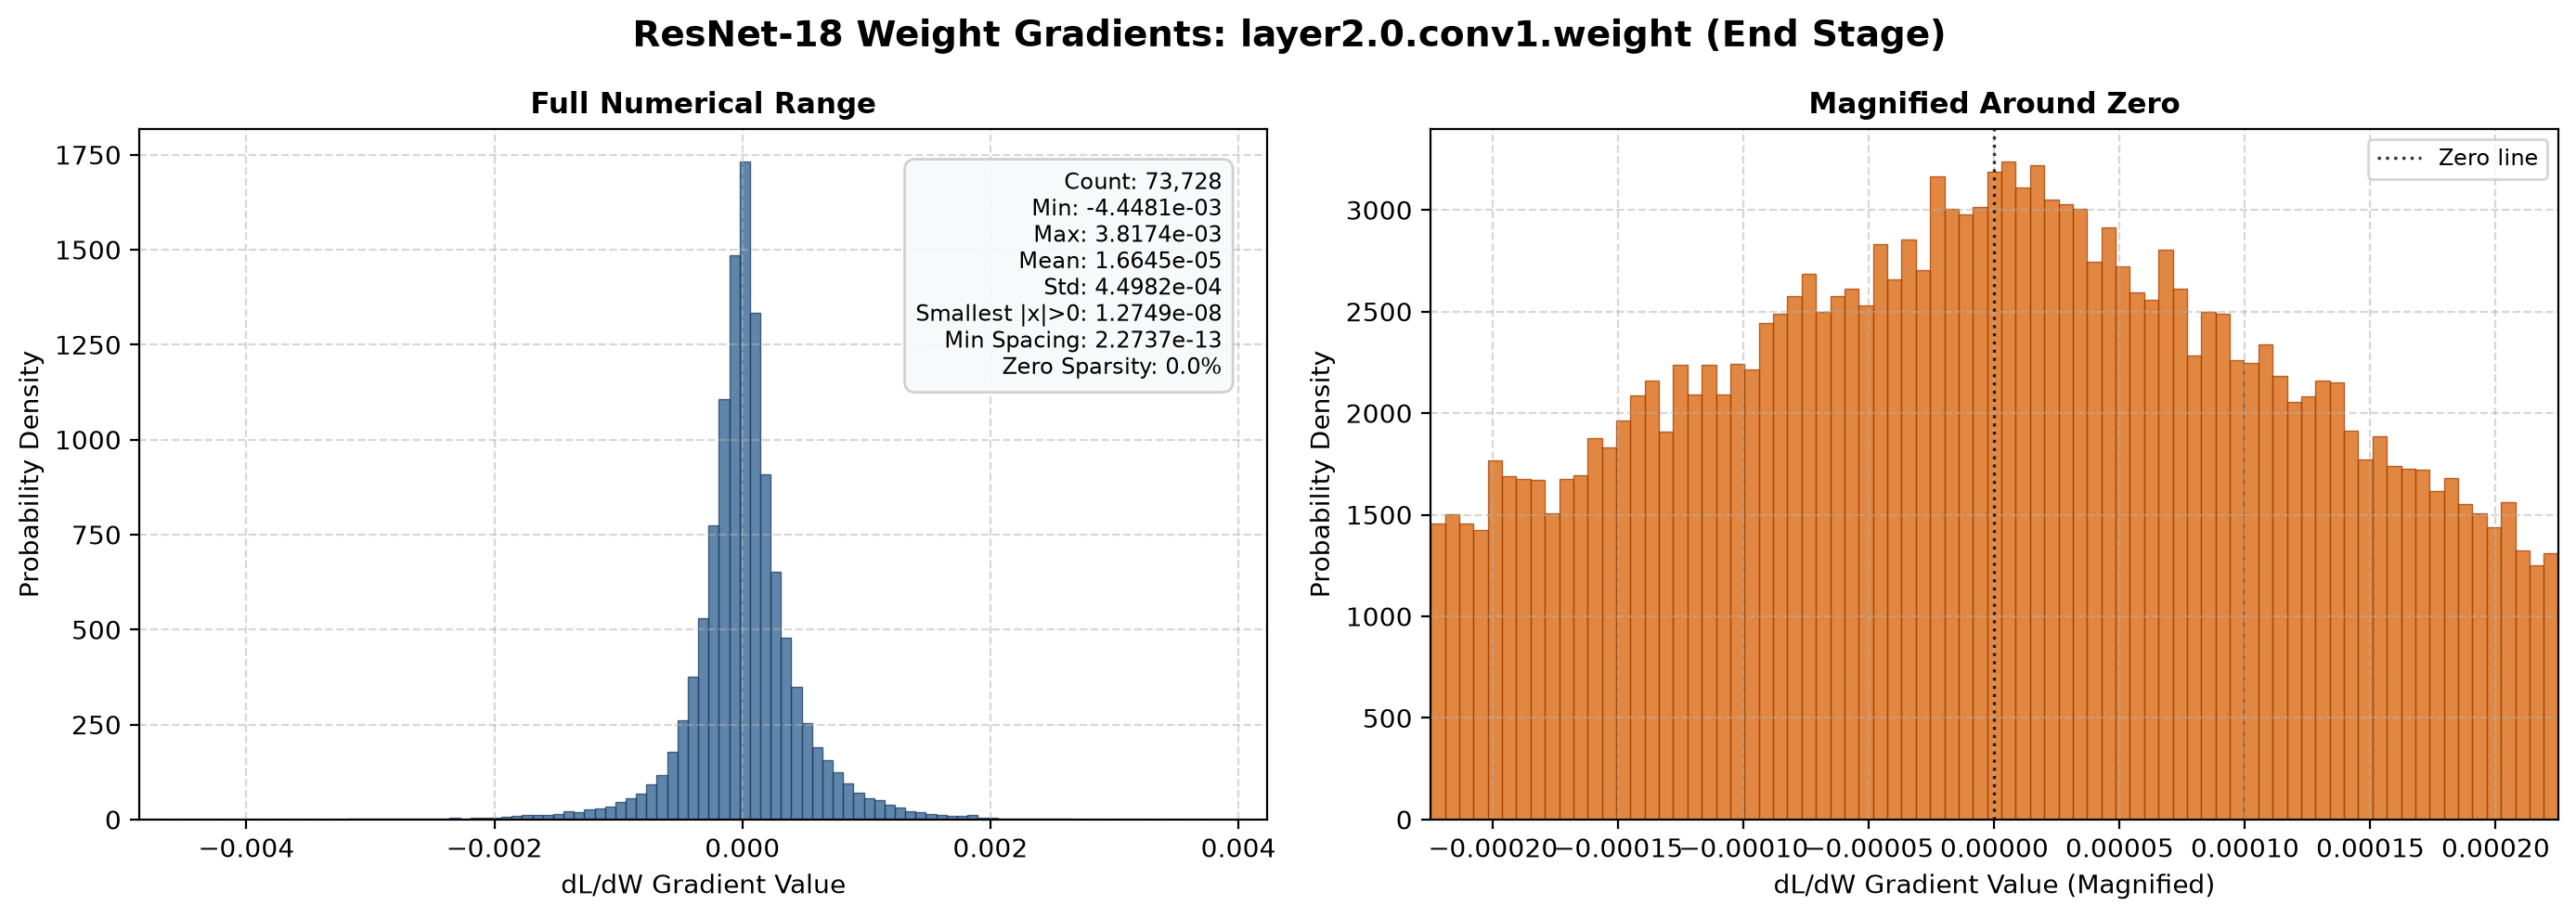 ResNet-18 Weight Gradients: layer2.0.conv1.weight (End Stage)
Full Numerical Range
Probability Density
1750
1500
1250
1000
750
500
250
0
Count: 73,728
Min: -4.4481e-03
Max: 3.8174e-03
Mean: 1.6645e-05
Std: 4.4982e-04
Smallest |x|>0: 1.2749e-08
Min Spacing: 2.2737e-13
Zero Sparsity: 0.0%
−0.004 −0.002 0.000 0.002 0.004
dL/dW Gradient Value
Magnified Around Zero
Probability Density
3000
2500
2000
1500
1000
500
0
Zero line
−0.00020 −0.00015 −0.00010 −0.00005 0.00000 0.00005 0.00010 0.00015 0.00020
dL/dW Gradient Value (Magnified)